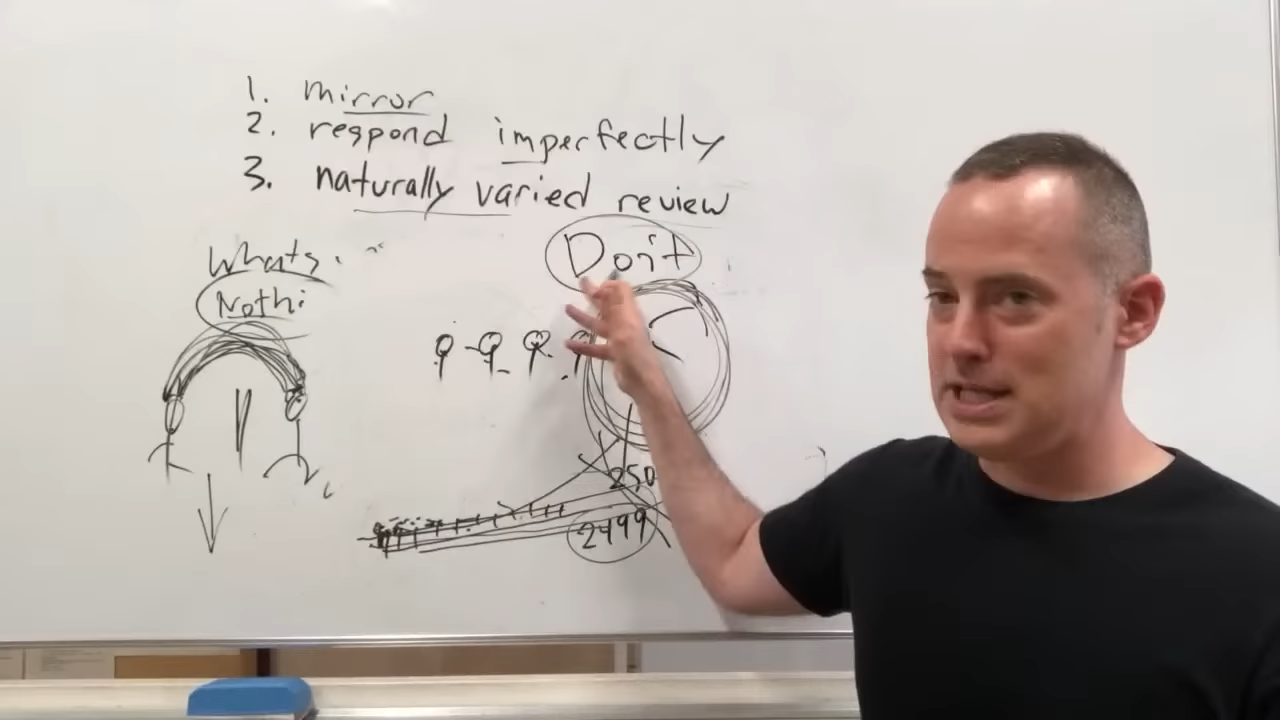 1. mirror
2. respond imperfectly
3. naturally varied review
Whats.
Nothi
Don't
250
2499